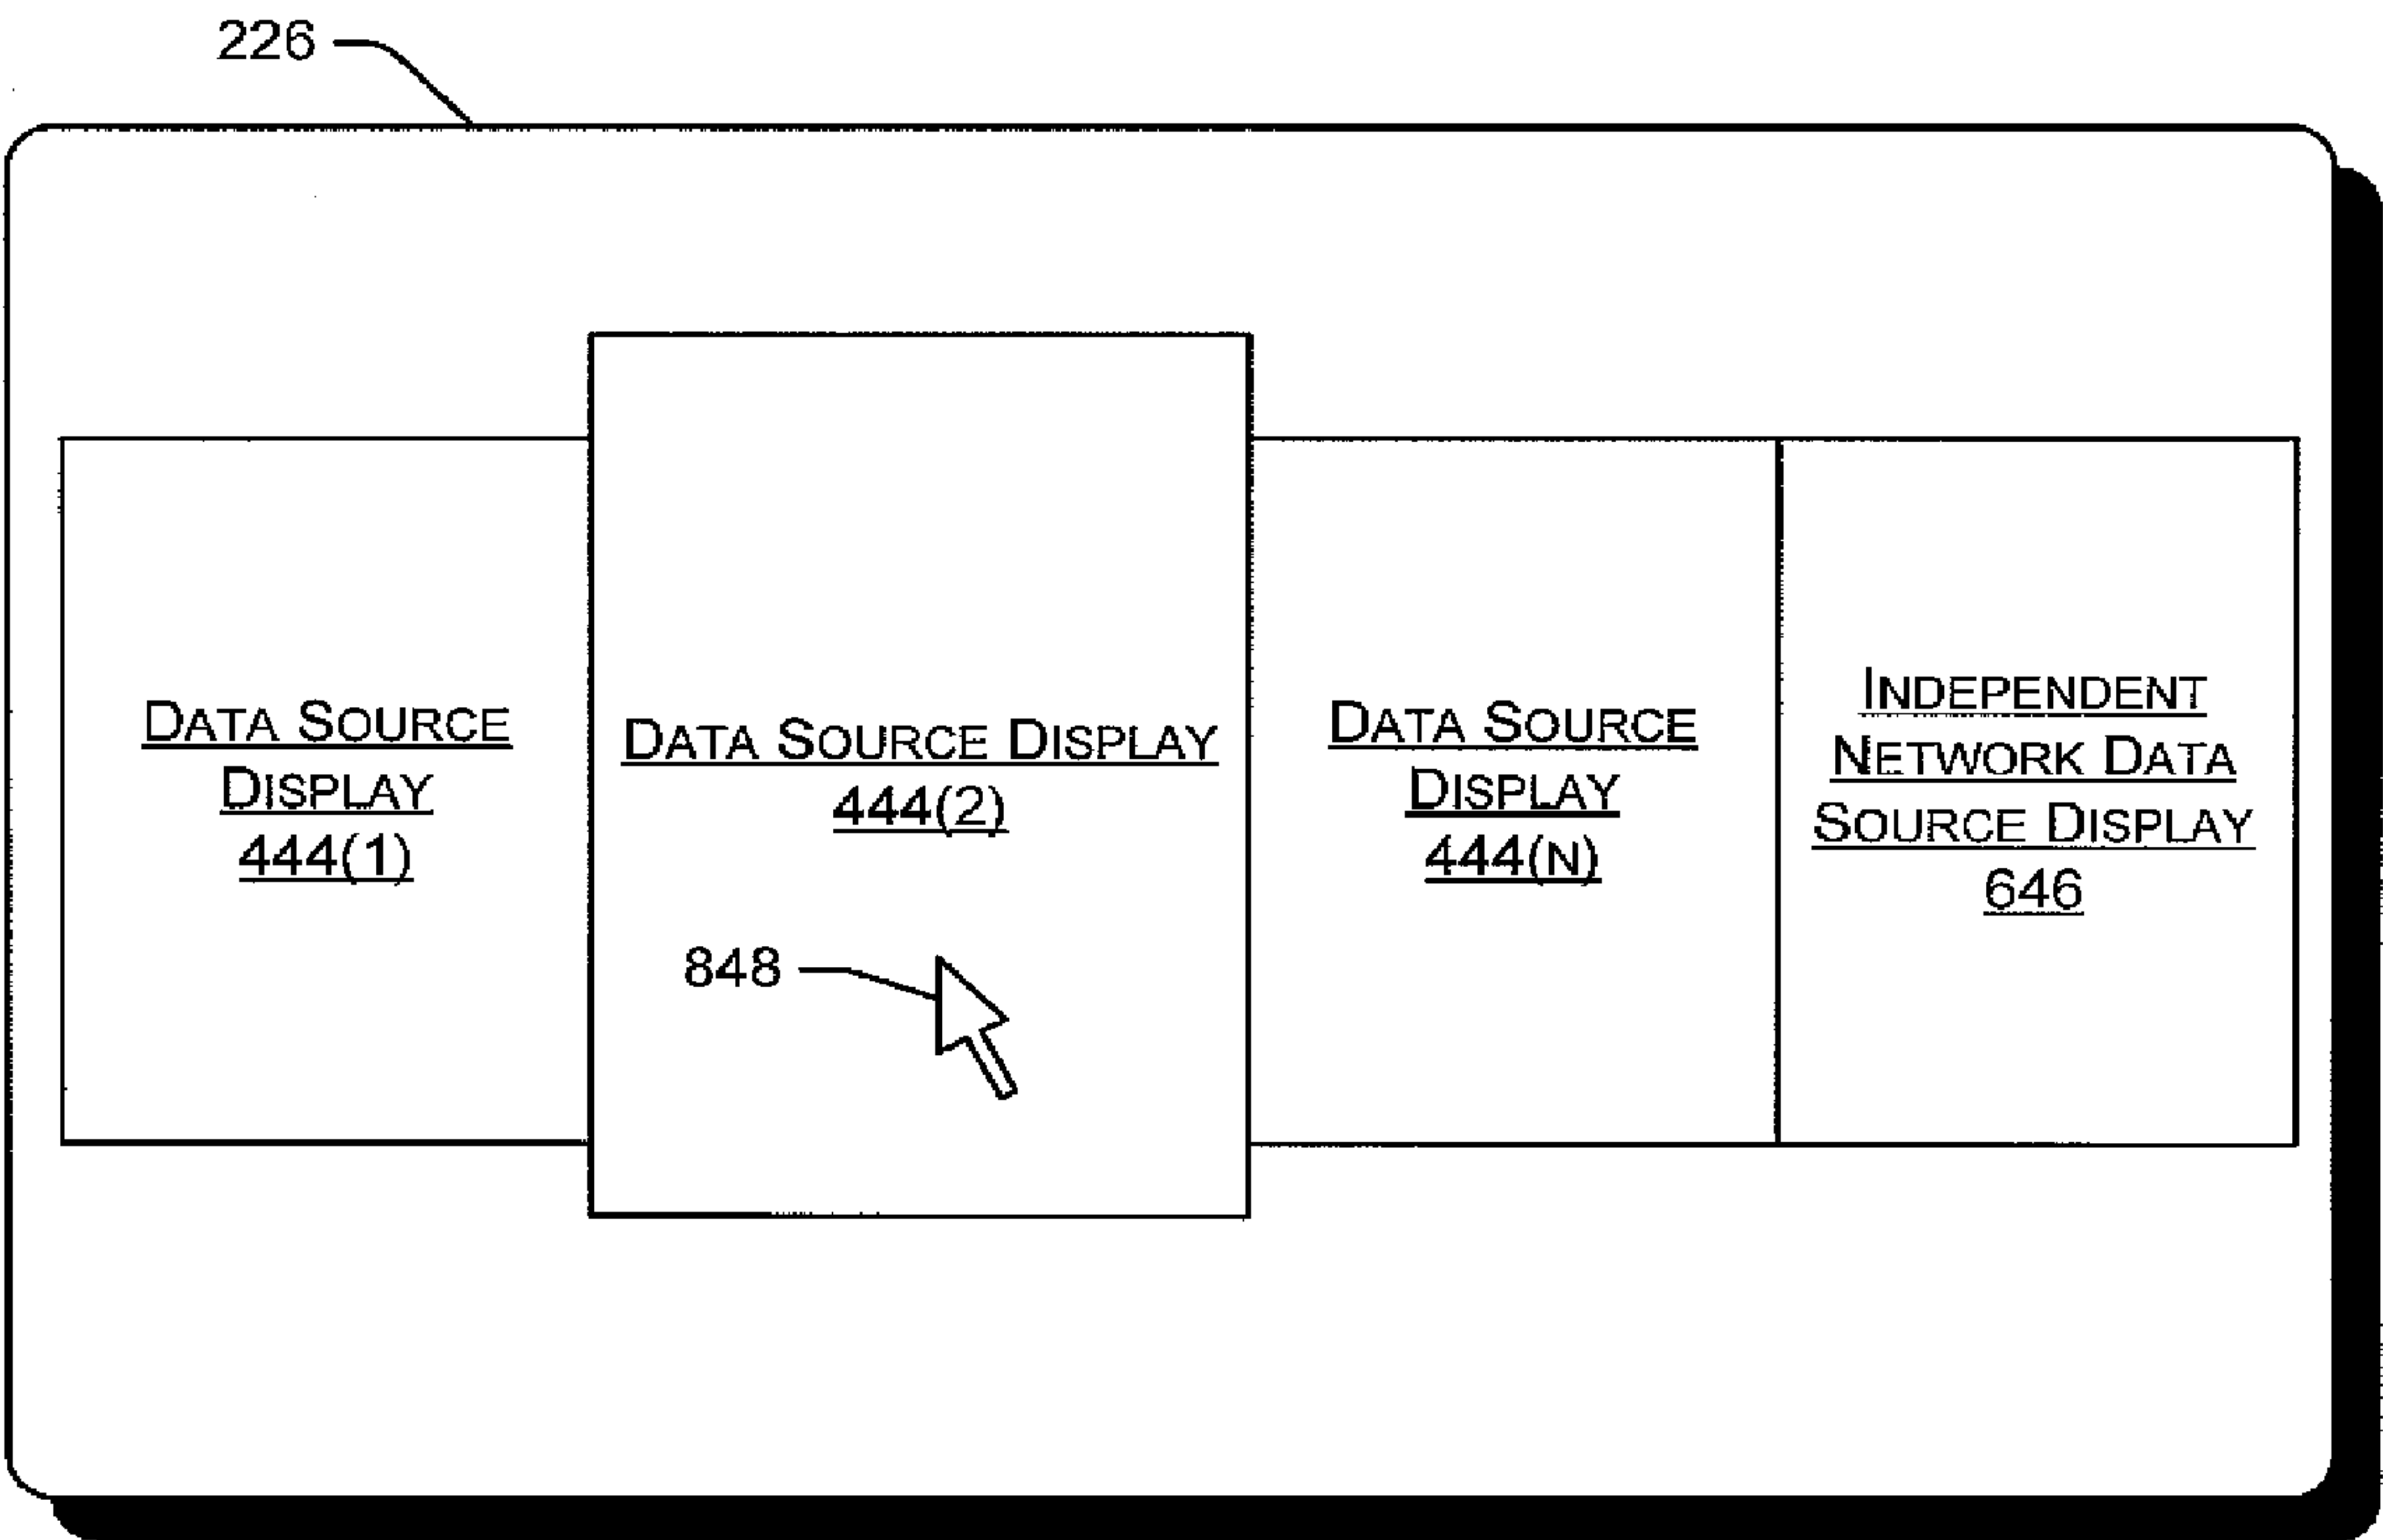 226
DATA SOURCE
DISPLAY
444(1)
DATA SOURCE DISPLAY
444(2)
848
DATA SOURCE
DISPLAY
444(N)
INDEPENDENT
NETWORK DATA
SOURCE DISPLAY
646